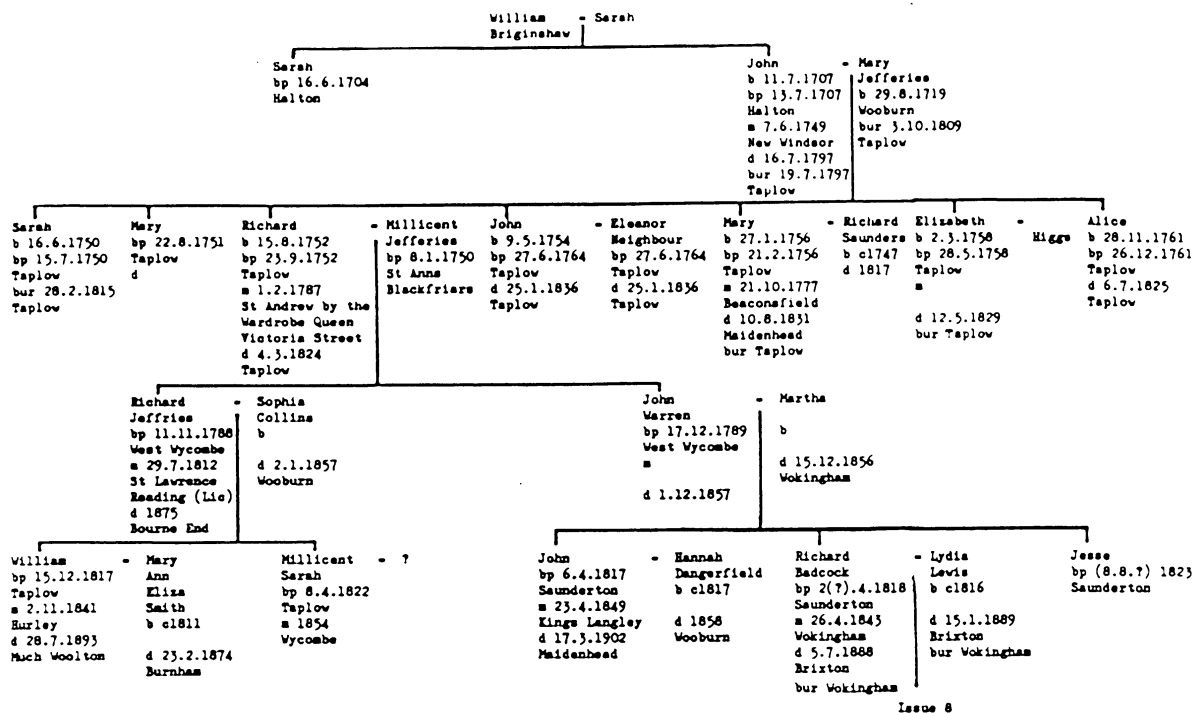 William = Sarah
Briginshaw
Sarah
bp 16.6.1704
Halton
John
b 11.7.1707
bp 13.7.1707
Halton
m 7.6.1749
New Windsor
d 16.7.1797
bur 19.7.1797
Taplow
= Mary
Jefferies
b 29.8.1719
Wooburn
bur 3.10.1809
Taplow
Sarah
b 16.6.1750
bp 15.7.1750
Taplow
bur 28.2.1815
Taplow
Mary
bp 22.8.1751
Taplow
d
Richard
b 15.8.1752
bp 23.9.1752
Taplow
m 1.2.1787
St Andrew by the
Wardrobe Queen
Victoria Street
d 4.3.1824
Taplow
= Millicent
Jefferies
bp 8.1.1750
St Anns
Blackfriars
John
b 9.5.1754
bp 27.6.1764
Taplow
d 25.1.1836
Taplow
= Eleanor
Neighbour
bp 27.6.1764
Taplow
d 25.1.1836
Taplow
Mary
b 27.1.1756
bp 21.2.1756
Taplow
m 21.10.1777
Beaconsfield
d 10.8.1831
Maidenhead
bur Taplow
= Richard
Saunders
b c1747
d 1817
Elizabeth
b 2.3.1758
bp 28.5.1758
Taplow
m
d 12.5.1829
bur Taplow
=
Higgs
Alice
b 28.11.1761
bp 26.12.1761
Taplow
d 6.7.1825
Taplow
Richard
Jeffries
bp 11.11.1788
West Wycombe
m 29.7.1812
St Lawrence
Reading (Lic)
d 1875
Bourne End
= Sophia
Collins
b
d 2.1.1857
Wooburn
John
Warren
bp 17.12.1789
West Wycombe
m
d 1.12.1857
= Martha
b
d 15.12.1856
Wokingham
William
bp 15.12.1817
Taplow
m 2.11.1841
Hurley
d 28.7.1893
Much Woolton
= Mary
Ann
Eliza
Smith
b c1811
d 23.2.1874
Burnham
Millicent
Sarah
bp 8.4.1822
Taplow
m 1854
Wycombe
= ?
John
bp 6.4.1817
Saunderton
m 23.4.1849
Kings Langley
d 17.3.1902
Maidenhead
= Hannah
Dangerfield
b c1817
d 1858
Wooburn
Richard
Badcock
bp 2(?).4.1818
Saunderton
m 26.4.1843
Wokingham
d 5.7.1888
Brixton
bur Wokingham
= Lydia
Lewis
b c1816
d 15.1.1889
Brixton
bur Wokingham
Jesse
bp (8.8.?) 1823
Saunderton
Issue 8